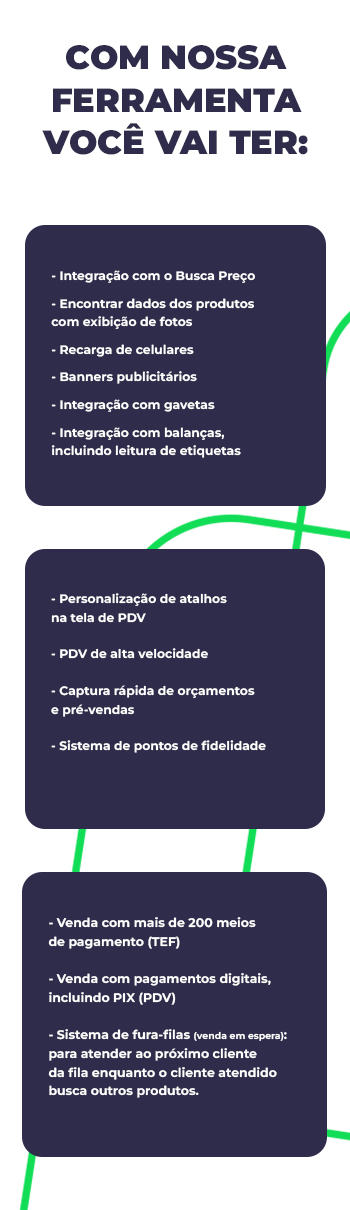 COM NOSSA
FERRAMENTA
VOCÊ VAI TER:
- Integração com o Busca Preço
- Encontrar dados dos produtos
com exibição de fotos
- Recarga de celulares
- Banners publicitários
- Integração com gavetas
- Integração com balanças,
incluindo leitura de etiquetas
- Personalização de atalhos
na tela de PDV
- PDV de alta velocidade
- Captura rápida de orçamentos
e pré-vendas
- Sistema de pontos de fidelidade
- Venda com mais de 200 meios
de pagamento (TEF)
- Venda com pagamentos digitais,
incluindo PIX (PDV)
- Sistema de fura-filas (venda em espera):
para atender ao próximo cliente
da fila enquanto o cliente atendido
busca outros produtos.